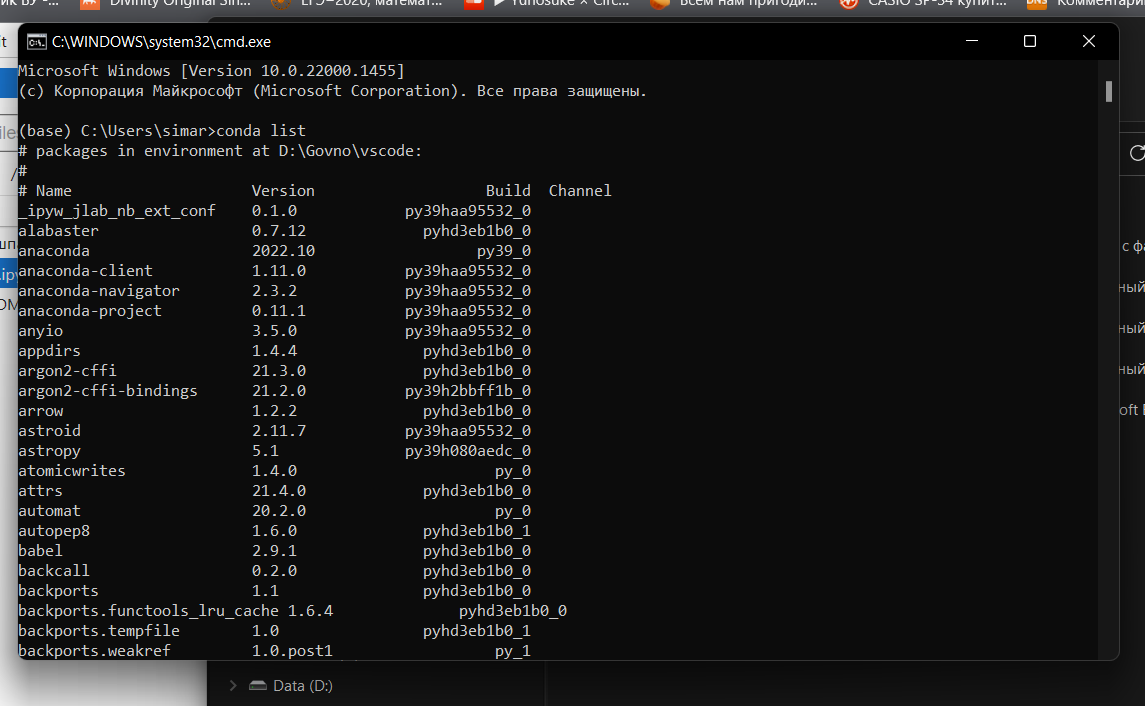 Divinity Original Sin...
ЕГЭ−2026, математ...
Yunosuke × Circ...
Всем нам пригоди...
CASIO SP-34 купит...
DNS Комментари
C:\WINDOWS\system32\cmd.exe
Microsoft Windows [Version 10.0.22000.1455]
(c) Корпорация Майкрософт (Microsoft Corporation). Все права защищены.
(base) C:\Users\simar>conda list
# packages in environment at D:\Govno\vscode:
#
# Name Version Build Channel
_ipyw_jlab_nb_ext_conf 0.1.0 py39haa95532_0
alabaster 0.7.12 pyhd3eb1b0_0
anaconda 2022.10 py39_0
anaconda-client 1.11.0 py39haa95532_0
anaconda-navigator 2.3.2 py39haa95532_0
anaconda-project 0.11.1 py39haa95532_0
anyio 3.5.0 py39haa95532_0
appdirs 1.4.4 pyhd3eb1b0_0
argon2-cffi 21.3.0 pyhd3eb1b0_0
argon2-cffi-bindings 21.2.0 py39h2bbff1b_0
arrow 1.2.2 pyhd3eb1b0_0
astroid 2.11.7 py39haa95532_0
astropy 5.1 py39h080aedc_0
atomicwrites 1.4.0 py_0
attrs 21.4.0 pyhd3eb1b0_0
automat 20.2.0 py_0
autopep8 1.6.0 pyhd3eb1b0_1
babel 2.9.1 pyhd3eb1b0_0
backcall 0.2.0 pyhd3eb1b0_0
backports 1.1 pyhd3eb1b0_0
backports.functools_lru_cache 1.6.4 pyhd3eb1b0_0
backports.tempfile 1.0 pyhd3eb1b0_1
backports.weakref 1.0.post1 py_1
Data (D:)